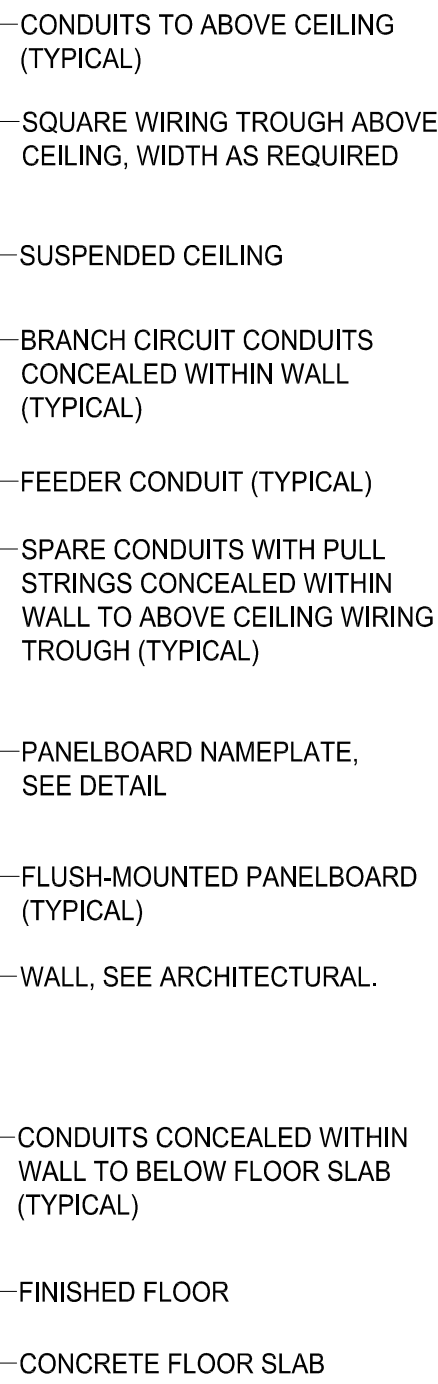 CONDUITS TO ABOVE CEILING
(TYPICAL)
SQUARE WIRING TROUGH ABOVE
CEILING, WIDTH AS REQUIRED
SUSPENDED CEILING
BRANCH CIRCUIT CONDUITS
CONCEALED WITHIN WALL
(TYPICAL)
FEEDER CONDUIT (TYPICAL)
SPARE CONDUITS WITH PULL
STRINGS CONCEALED WITHIN
WALL TO ABOVE CEILING WIRING
TROUGH (TYPICAL)
PANELBOARD NAMEPLATE,
SEE DETAIL
FLUSH-MOUNTED PANELBOARD
(TYPICAL)
WALL, SEE ARCHITECTURAL.
CONDUITS CONCEALED WITHIN
WALL TO BELOW FLOOR SLAB
(TYPICAL)
FINISHED FLOOR
CONCRETE FLOOR SLAB